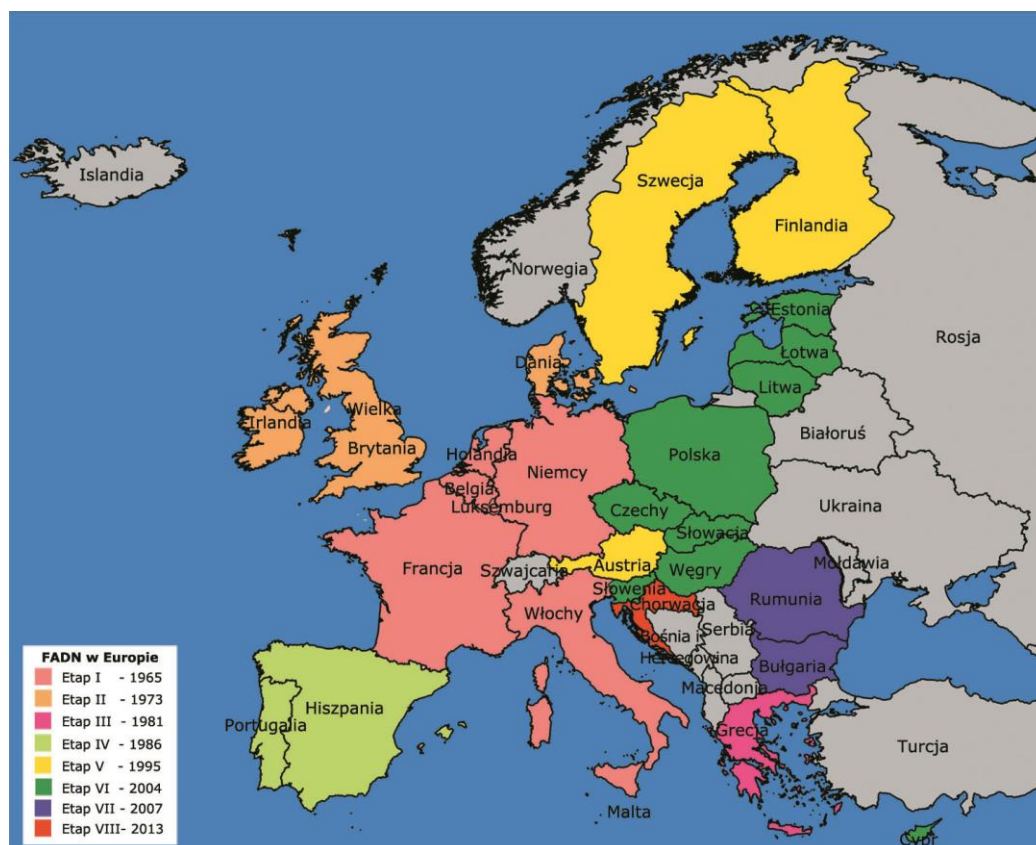 Islandia
Szwecja
Finlandia
Norwegia
Rosja
Estonia
Łotwa
Litwa
Dania
Irlandia
Wielka
Brytania
Białoruś
Holandia
Niemcy
Polska
Belgia
Luksemburg
Czechy
Ukraina
Słowacja
Francja
Szwajcaria
Austria
Węgry
Mołdawia
Słowenia
Chorwacja
Rumunia
Włochy
Bośnia i
Hercegowina
Serbia
Bułgaria
Macedonja
Hiszpania
Portugalia
Grecja
Turcja
Malta
Cypr
FADN w Europie
Etap I - 1965
Etap II - 1973
Etap III - 1981
Etap IV - 1986
Etap V - 1995
Etap VI - 2004
Etap VII - 2007
Etap VIII- 2013